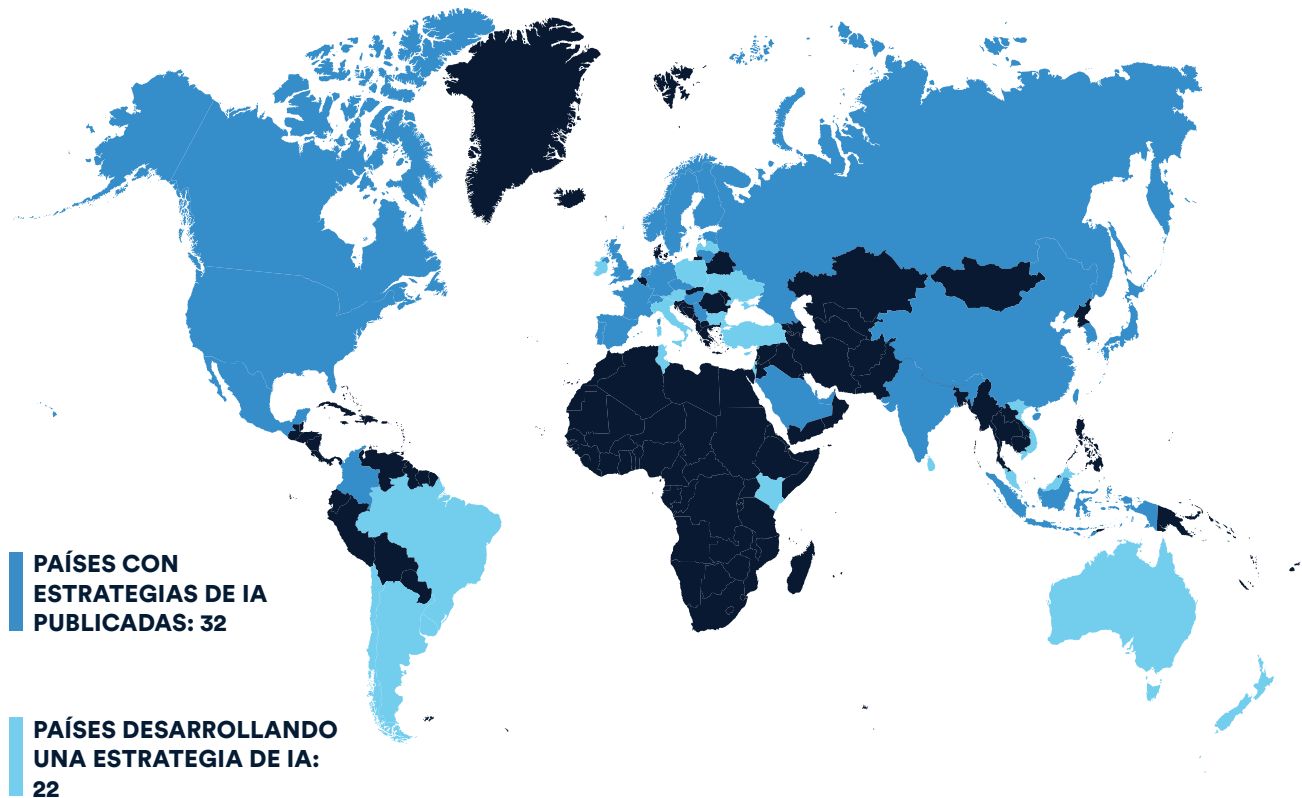 PAÍSES CON
ESTRATEGIAS DE IA
PUBLICADAS: 32
PAÍSES DESARROLLANDO
UNA ESTRATEGIA DE IA:
22